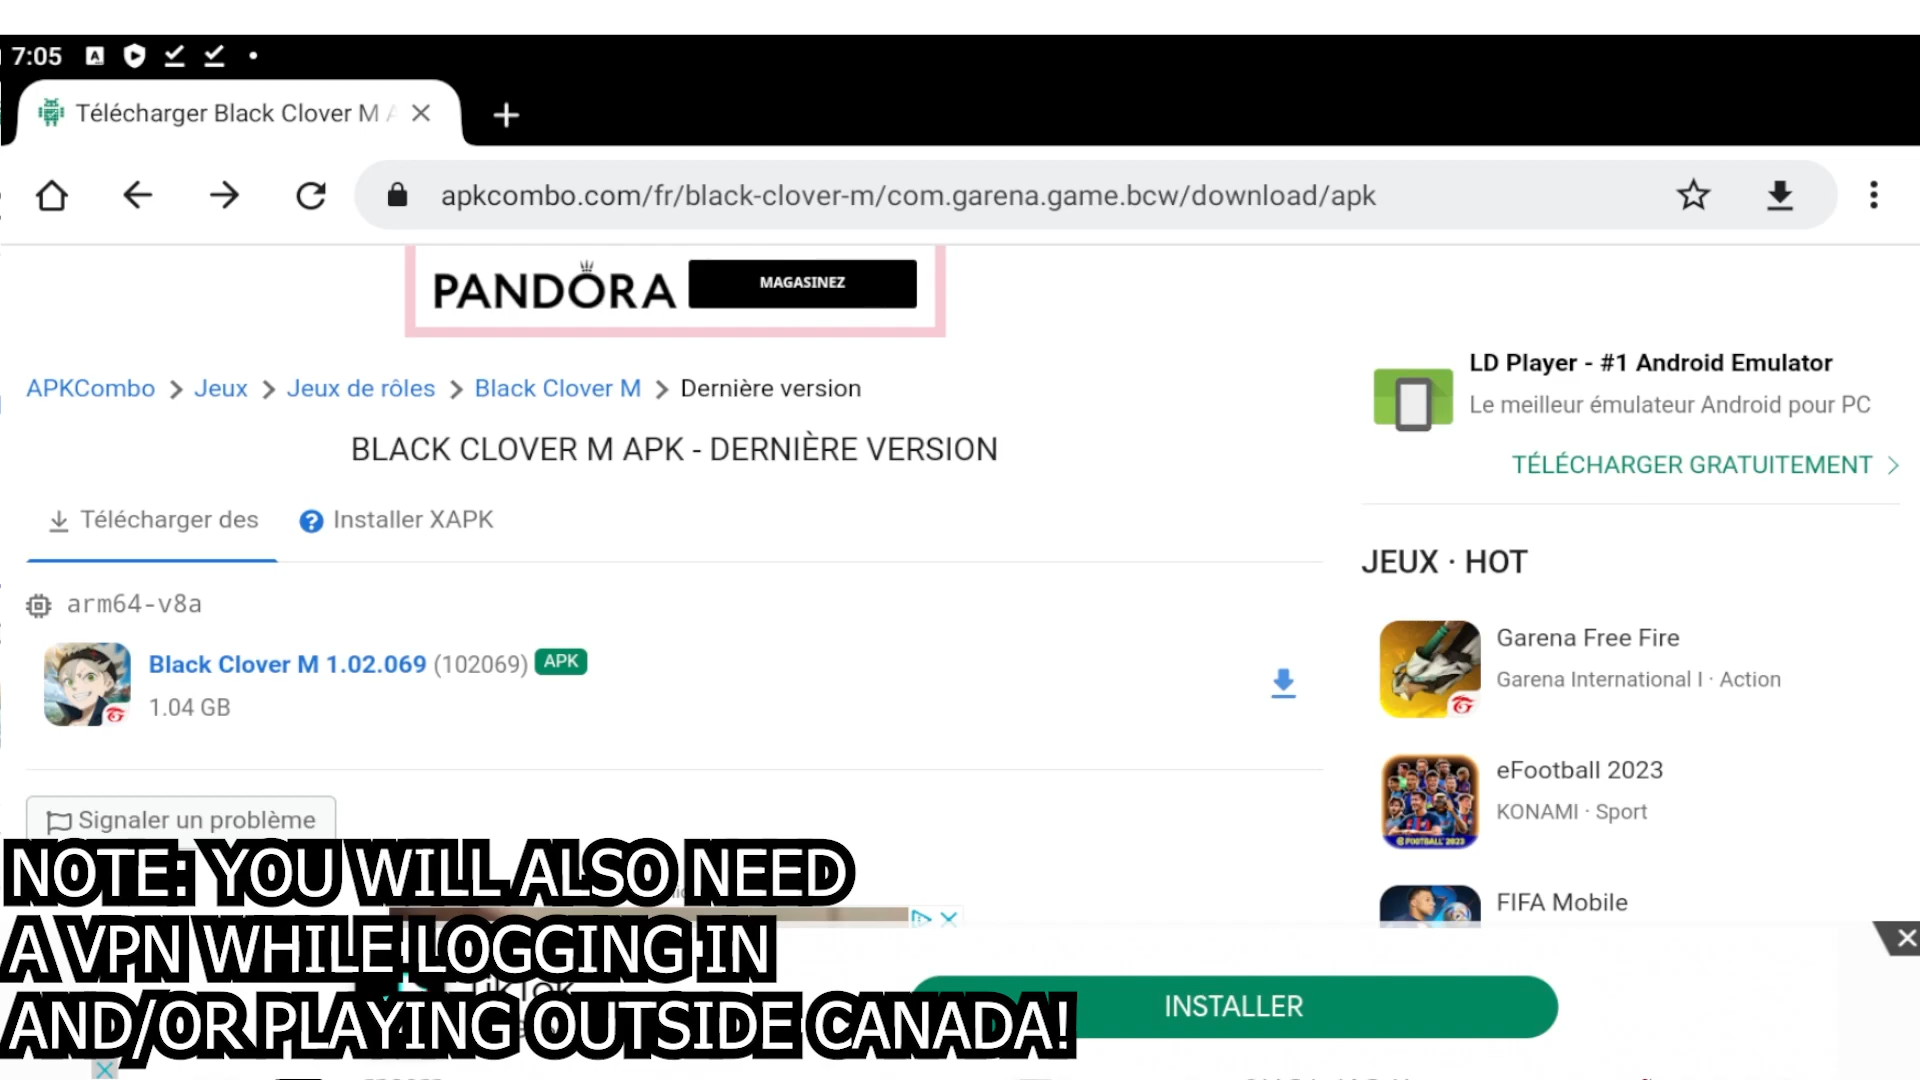 7:05
Télécharger Black Clover M A
apkcombo.com/fr/black-clover-m/com.garena.game.bcw/download/apk
PANDORA MAGASINEZ
APKCombo > Jeux > Jeux de rôles > Black Clover M > Dernière version
BLACK CLOVER M APK - DERNIÈRE VERSION
Télécharger des
Installer XAPK
arm64-v8a
Black Clover M 1.02.069 (102069) APK
1.04 GB
Signaler un problème
LD Player - #1 Android Emulator
Le meilleur émulateur Android pour PC
TÉLÉCHARGER GRATUITEMENT >
JEUX · HOT
Garena Free Fire
Garena International I · Action
eFootball 2023
KONAMI · Sport
FIFA Mobile
NOTE: YOU WILL ALSO NEED
A VPN WHILE LOGGING IN
AND/OR PLAYING OUTSIDE CANADA!
TikTok
INSTALLER